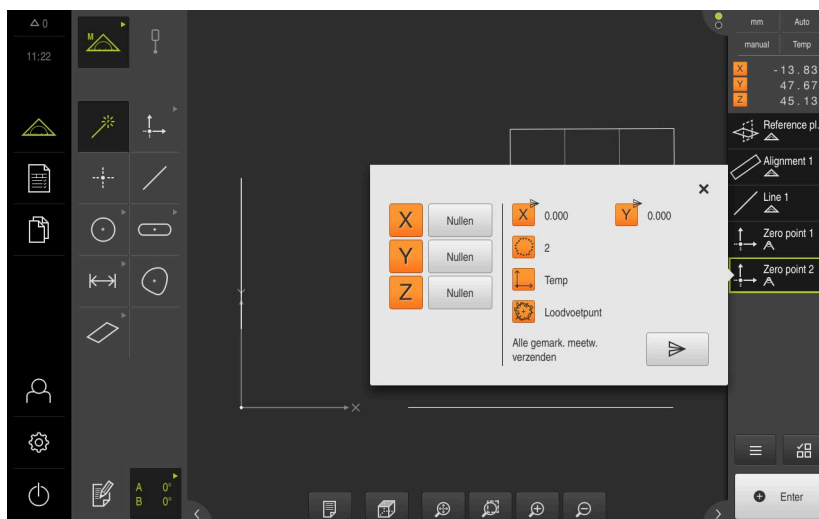 0
11:22
M
A 0°
B 0°
Y
X
X Nullen
Y Nullen
Z Nullen
X 0.000 Y 0.000
2
Temp
Loodvoetpunt
Alle gemark. meetw.
verzenden
mm Auto
manual Temp
X -13.83
Y 47.67
Z 45.13
Reference pl.
Alignment 1
Line 1
Zero point 1
Zero point 2
Enter